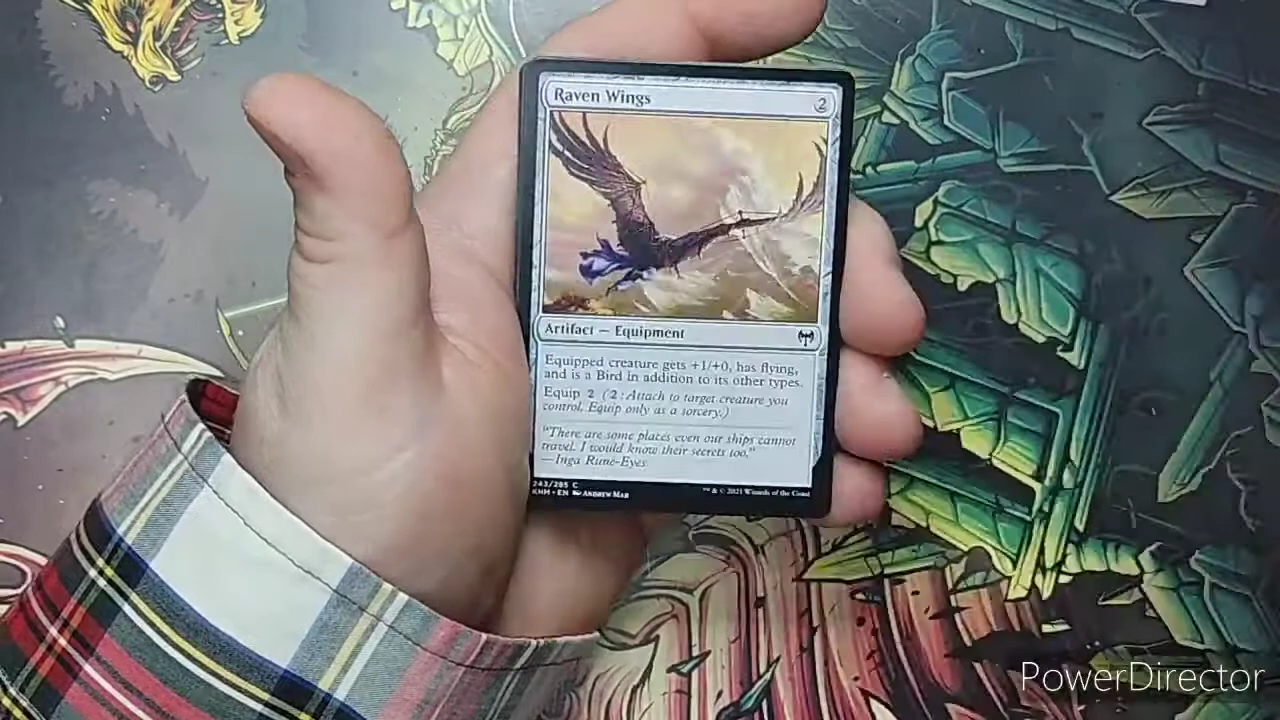 Raven Wings 2
Artifact — Equipment
Equipped creature gets +1/+0, has flying,
and is a Bird in addition to its other types.
Equip 2 (2: Attach to target creature you
control. Equip only as a sorcery.)
"There are some places even our ships cannot
travel. I would know their secrets too."
—Inga Rune-Eyes
243/285 C
KHM • EN ANDREW MAR
™ & © 2021 Wizards of the Coast
PowerDirector